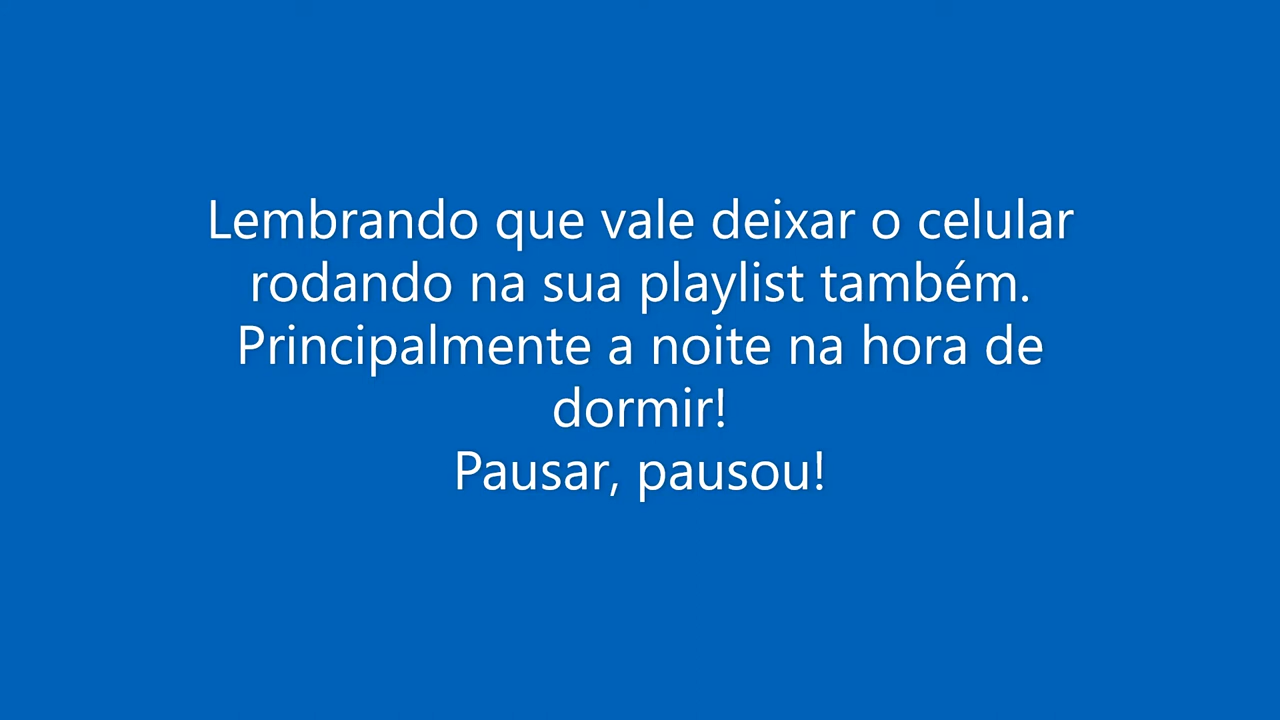 Lembrando que vale deixar o celular
rodando na sua playlist também.
Principalmente a noite na hora de
dormir!
Pausar, pausou!